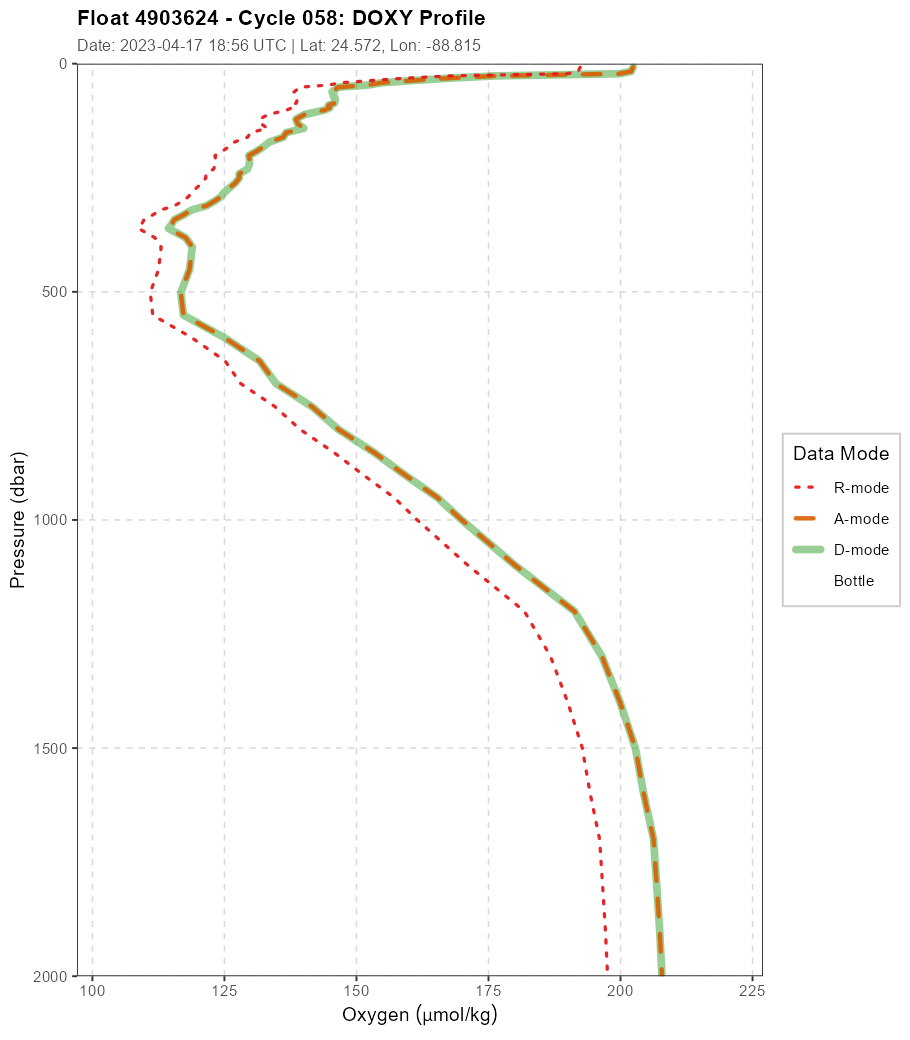 Float 4903624 - Cycle 058: DOXY Profile
Date: 2023-04-17 18:56 UTC | Lat: 24.572, Lon: -88.815
0
500
1000
1500
2000
Pressure (dbar)
100
125
150
175
200
225
Oxygen (μmol/kg)
Data Mode
R-mode
A-mode
D-mode
Bottle